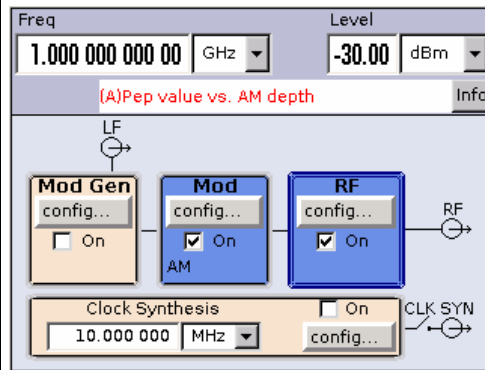 Freq Level
1.000 000 000 00 GHz -30.00 dBm
(A)Pep value vs. AM depth Info
LF
Mod Gen Mod RF
config... config... config... RF
On On On
AM
Clock Synthesis On CLK SYN
10.000 000 MHz config...